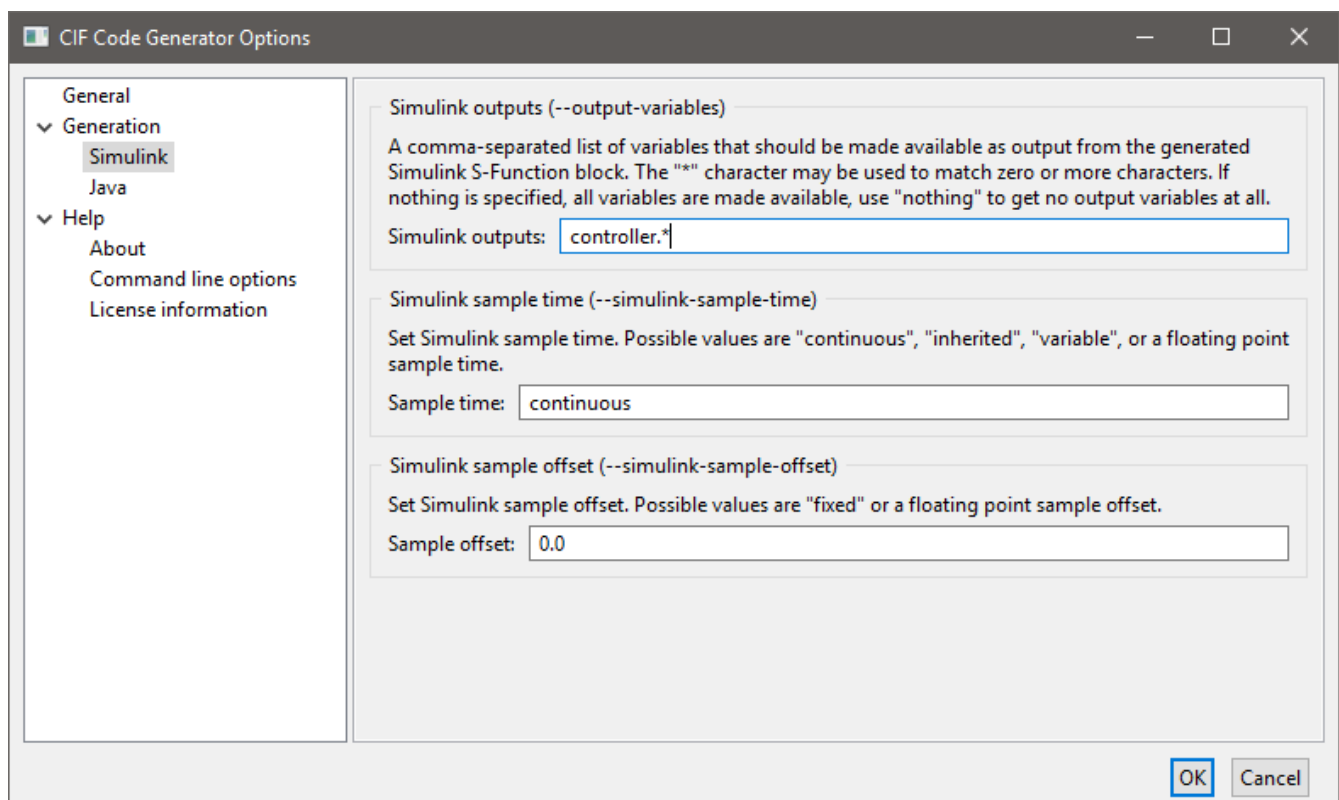 CIF Code Generator Options
General
Generation
Simulink
Java
Help
About
Command line options
License information
Simulink outputs (--output-variables)
A comma-separated list of variables that should be made available as output from the generated
Simulink S-Function block. The "*" character may be used to match zero or more characters. If
nothing is specified, all variables are made available, use "nothing" to get no output variables at all.
Simulink outputs: controller.*
Simulink sample time (--simulink-sample-time)
Set Simulink sample time. Possible values are "continuous", "inherited", "variable", or a floating point
sample time.
Sample time: continuous
Simulink sample offset (--simulink-sample-offset)
Set Simulink sample offset. Possible values are "fixed" or a floating point sample offset.
Sample offset: 0.0
OK Cancel